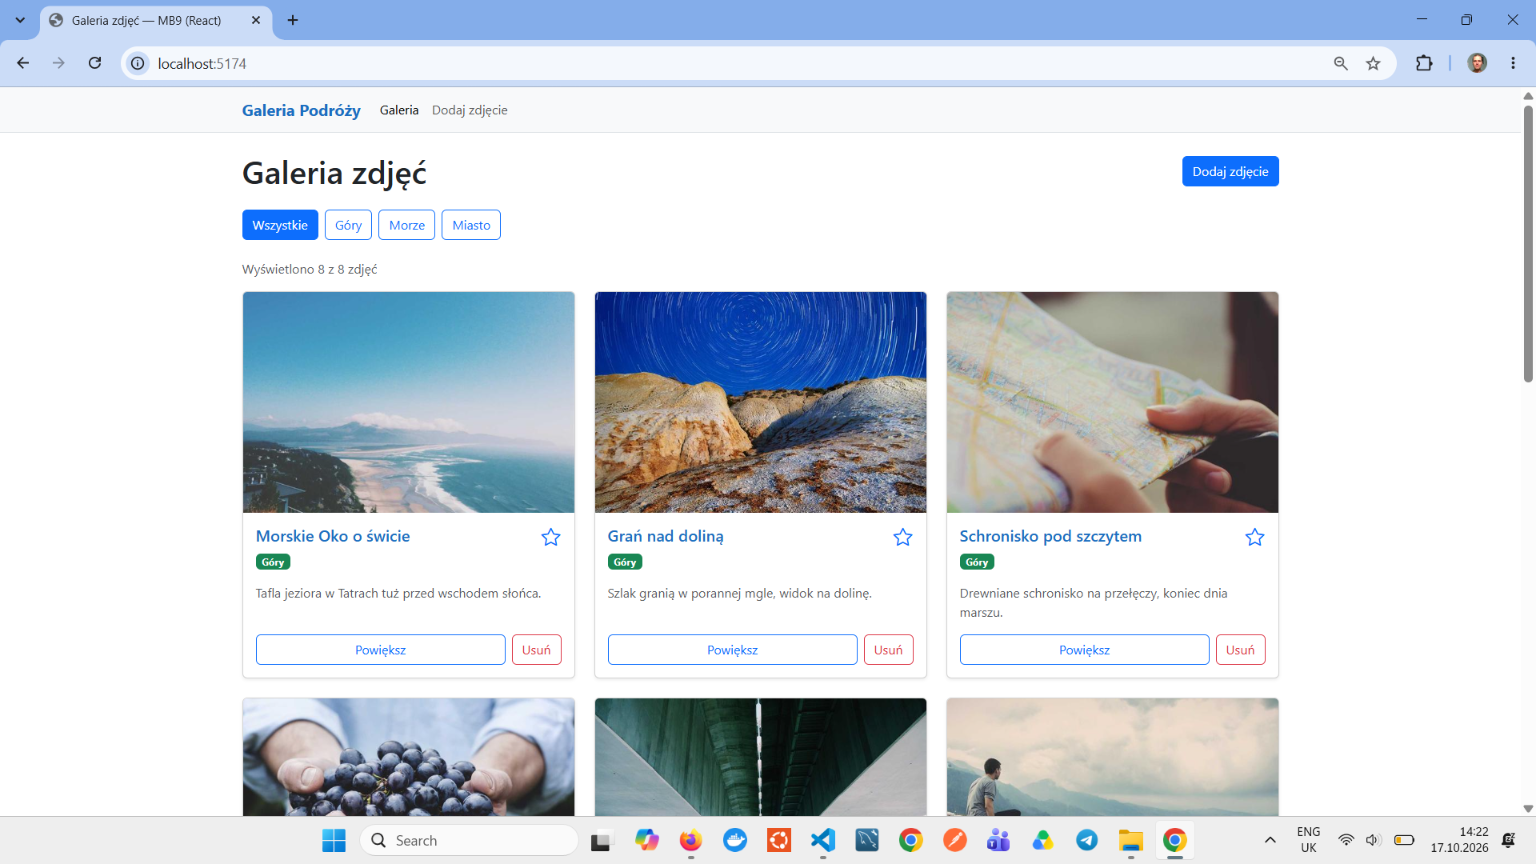 Galeria zdjęć — MB9 (React)
localhost:5174
Galeria Podróży Galeria Dodaj zdjęcie
Galeria zdjęć
Dodaj zdjęcie
Wszystkie Góry Morze Miasto
Wyświetlono 8 z 8 zdjęć
Morskie Oko o świcie
Góry
Tafla jeziora w Tatrach tuż przed wschodem słońca.
Powiększ Usuń
Grań nad doliną
Góry
Szlak granią w porannej mgle, widok na dolinę.
Powiększ Usuń
Schronisko pod szczytem
Góry
Drewniane schronisko na przełęczy, koniec dnia
marszu.
Powiększ Usuń
Search
ENG
UK
14:22
17.10.2026